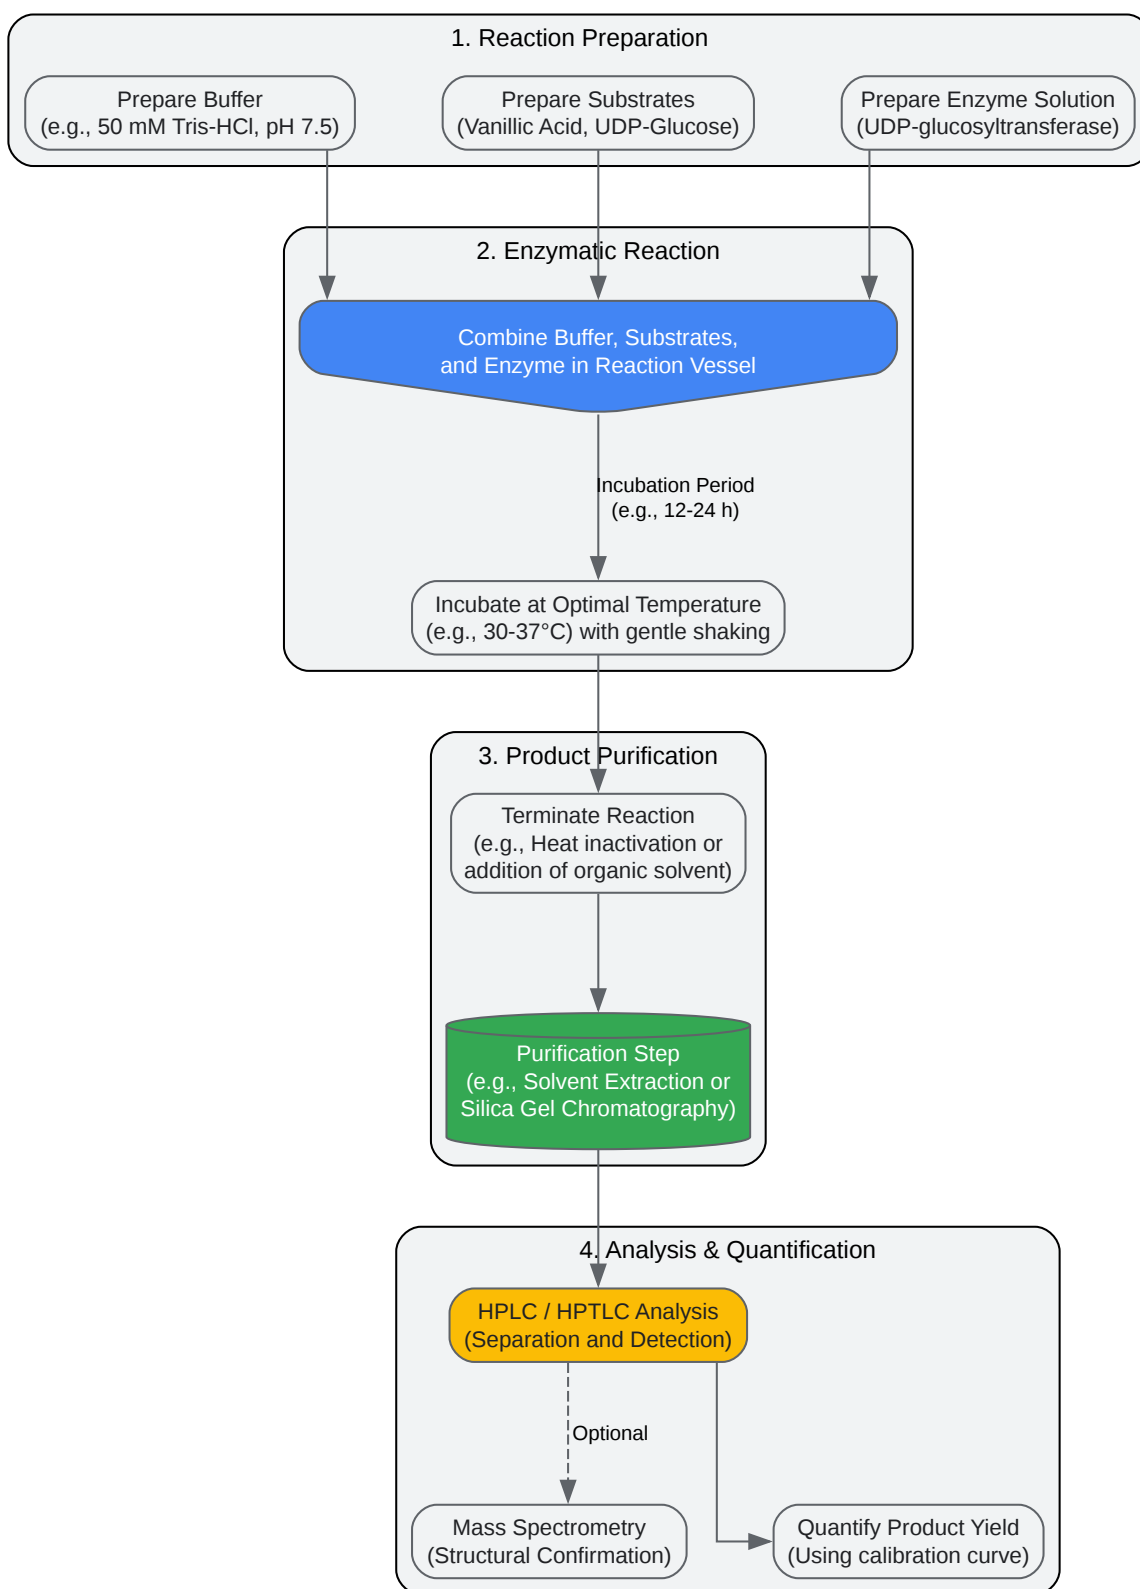 1. Reaction Preparation
Prepare Buffer
(e.g., 50 mM Tris-HCl, pH 7.5)
Prepare Substrates
(Vanillic Acid, UDP-Glucose)
Prepare Enzyme Solution
(UDP-glucosyltransferase)
2. Enzymatic Reaction
Combine Buffer, Substrates,
and Enzyme in Reaction Vessel
Incubation Period
(e.g., 12-24 h)
Incubate at Optimal Temperature
(e.g., 30-37°C) with gentle shaking
3. Product Purification
Terminate Reaction
(e.g., Heat inactivation or
addition of organic solvent)
Purification Step
(e.g., Solvent Extraction or
Silica Gel Chromatography)
4. Analysis & Quantification
HPLC / HPTLC Analysis
(Separation and Detection)
Optional
Mass Spectrometry
(Structural Confirmation)
Quantify Product Yield
(Using calibration curve)